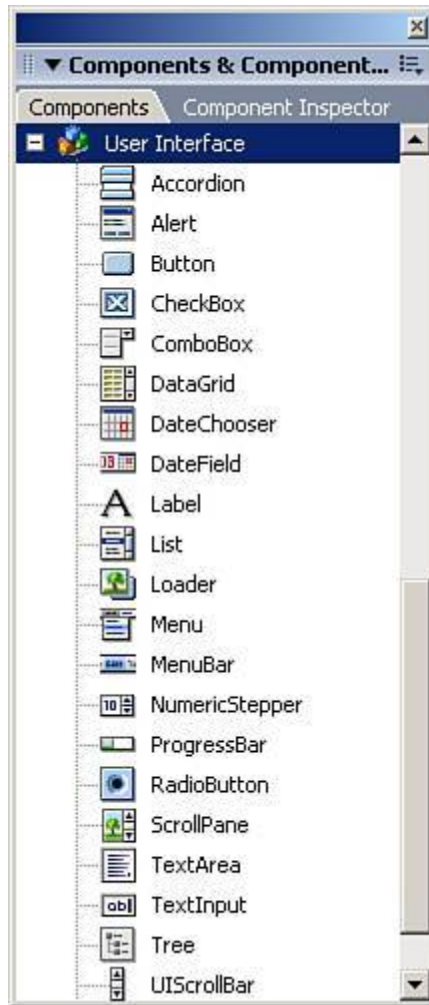 Components & Component...
Components Component Inspector
User Interface
Accordion
Alert
Button
CheckBox
ComboBox
DataGrid
DateChooser
DateField
Label
List
Loader
Menu
MenuBar
NumericStepper
ProgressBar
RadioButton
ScrollPane
TextArea
TextInput
Tree
UIScrollBar